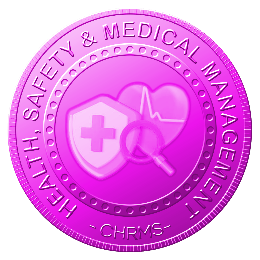 HEALTH, SAFETY & MEDICAL MANAGEMENT
- CHRMS -